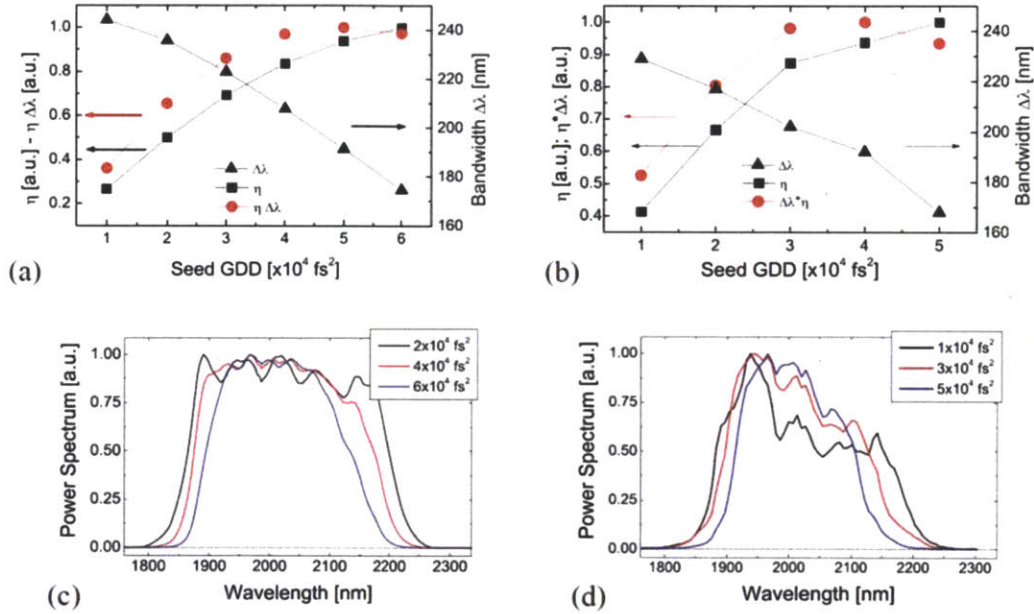 1.0
0.8
0.6
0.4
0.2
η [a.u.] - η Δλ [a.u.]
240
220
200
180
160
Bandwidth Δλ [nm]
Δλ
η
η Δλ
1 2 3 4 5 6
Seed GDD [x10⁴ fs²]
(a)
1.0
0.9
0.8
0.7
0.6
0.5
0.4
η [a.u.]; η*Δλ [a.u.]
240
220
200
180
160
Bandwidth Δλ [nm]
Δλ
η
Δλ*η
1 2 3 4 5
Seed GDD [x10⁴ fs²]
(b)
1.00
0.75
0.50
0.25
0.00
Power Spectrum [a.u.]
2x10⁴ fs²
4x10⁴ fs²
6x10⁴ fs²
1800 1900 2000 2100 2200 2300
Wavelength [nm]
(c)
1.00
0.75
0.50
0.25
0.00
Power Spectrum [a.u.]
1x10⁴ fs²
3x10⁴ fs²
5x10⁴ fs²
1800 1900 2000 2100 2200 2300
Wavelength [nm]
(d)